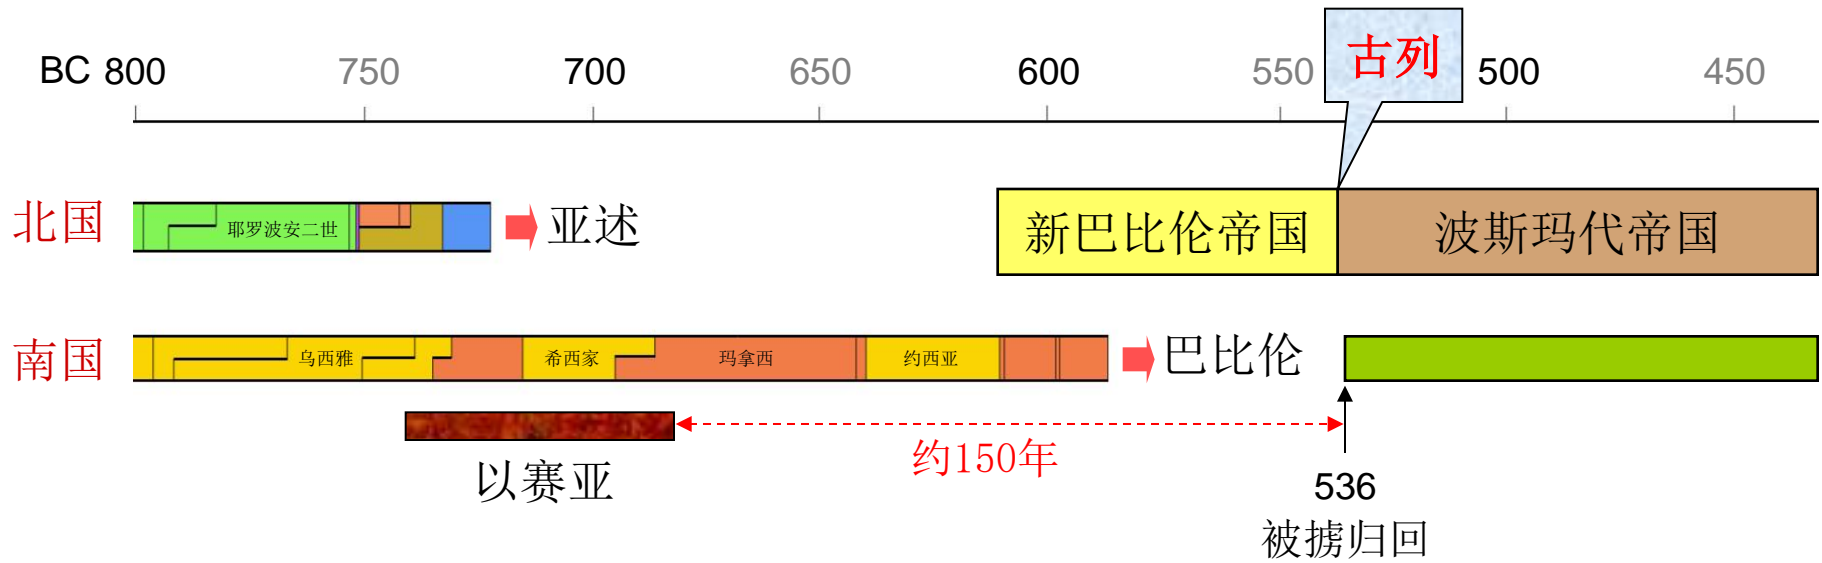 BC 800 750 700 650 600 550 古列 500 450
北国 耶罗波安二世 亚述 新巴比伦帝国 波斯玛代帝国
南国 乌西雅 希西家 玛拿西 约西亚 巴比伦
约150年
以赛亚
536
被掳归回